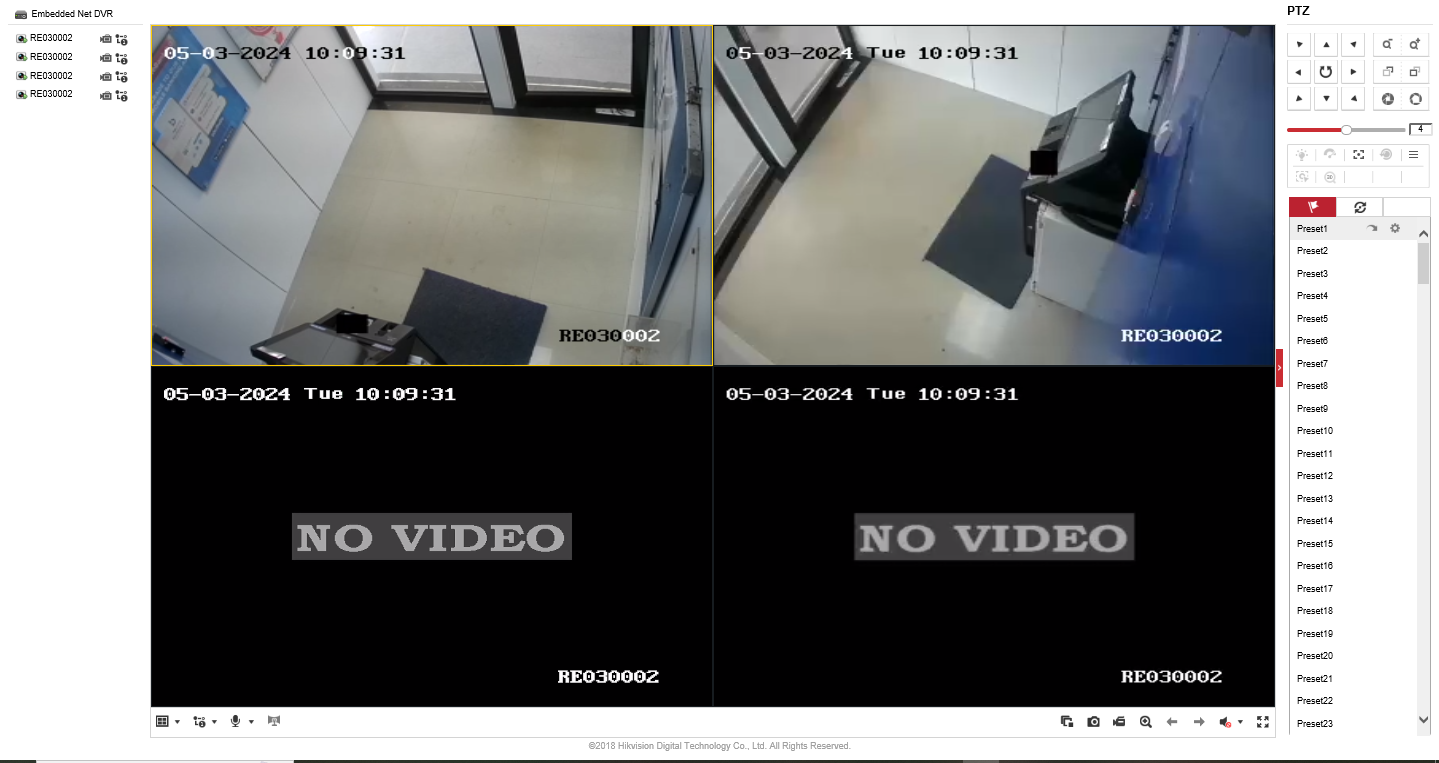 Embedded Net DVR
RE030002
RE030002
RE030002
RE030002
05-03-2024 10:09:31
RE030002
05-03-2024 Tue 10:09:31
RE030002
05-03-2024 Tue 10:09:31
NO VIDEO
RE030002
05-03-2024 Tue 10:09:31
NO VIDEO
RE030002
©2018 Hikvision Digital Technology Co., Ltd. All Rights Reserved.
PTZ
4
3D
Preset1
Preset2
Preset3
Preset4
Preset5
Preset6
Preset7
Preset8
Preset9
Preset10
Preset11
Preset12
Preset13
Preset14
Preset15
Preset16
Preset17
Preset18
Preset19
Preset20
Preset21
Preset22
Preset23